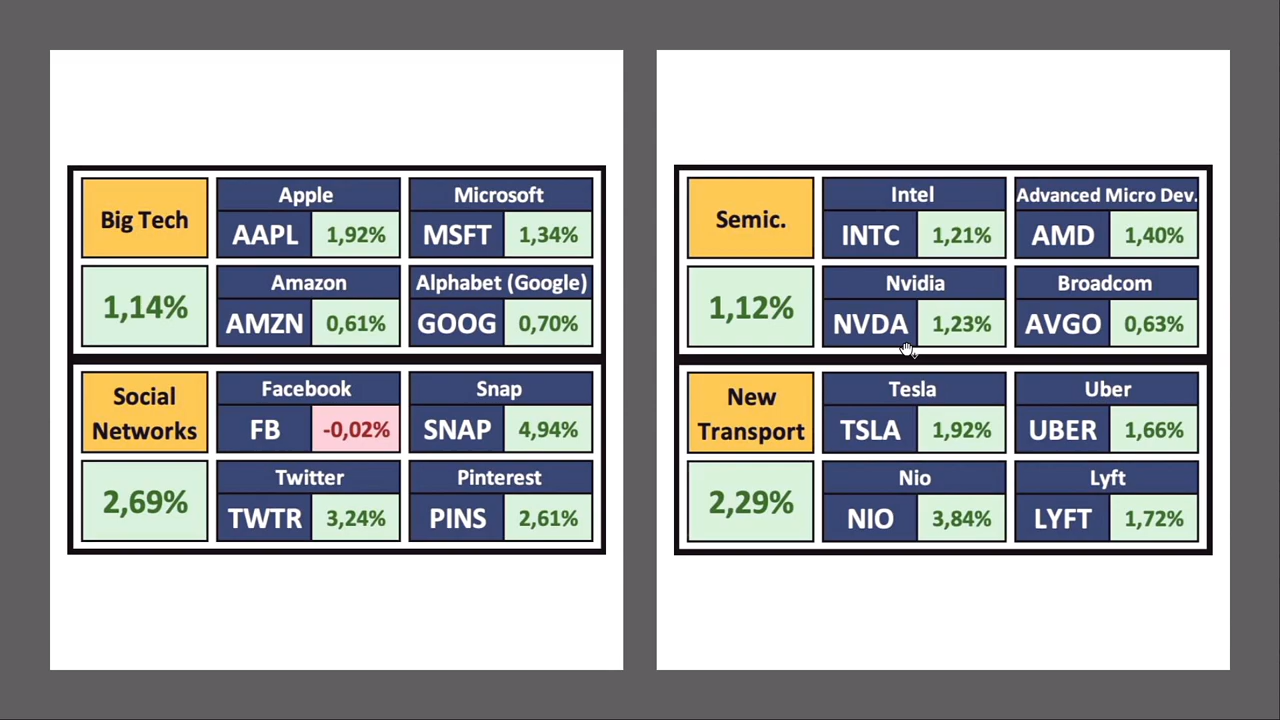 Big Tech
1,14%
Apple
AAPL 1,92%
Microsoft
MSFT 1,34%
Amazon
AMZN 0,61%
Alphabet (Google)
GOOG 0,70%
Social
Networks
2,69%
Facebook
FB -0,02%
Snap
SNAP 4,94%
Twitter
TWTR 3,24%
Pinterest
PINS 2,61%
Semic.
1,12%
Intel
INTC 1,21%
Advanced Micro Dev.
AMD 1,40%
Nvidia
NVDA 1,23%
Broadcom
AVGO 0,63%
New
Transport
2,29%
Tesla
TSLA 1,92%
Uber
UBER 1,66%
Nio
NIO 3,84%
Lyft
LYFT 1,72%